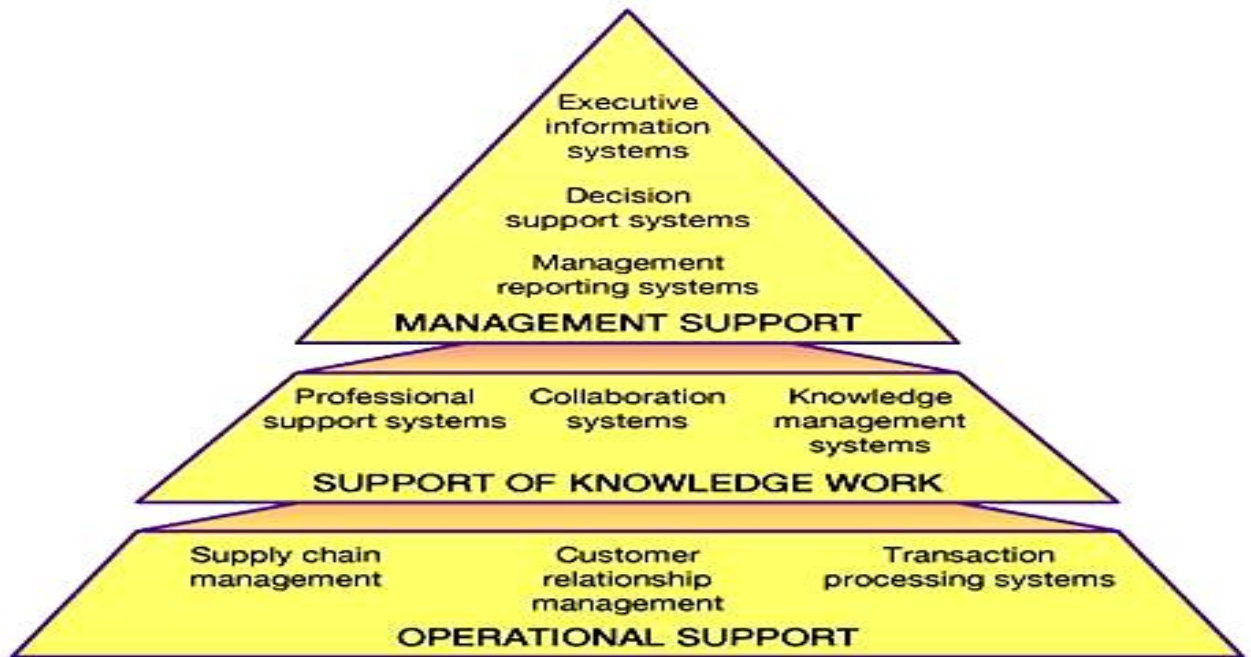 Executive
information
systems
Decision
support systems
Management
reporting systems
MANAGEMENT SUPPORT
Professional
support systems
Collaboration
systems
Knowledge
management
systems
SUPPORT OF KNOWLEDGE WORK
Supply chain
management
Customer
relationship
management
Transaction
processing systems
OPERATIONAL SUPPORT